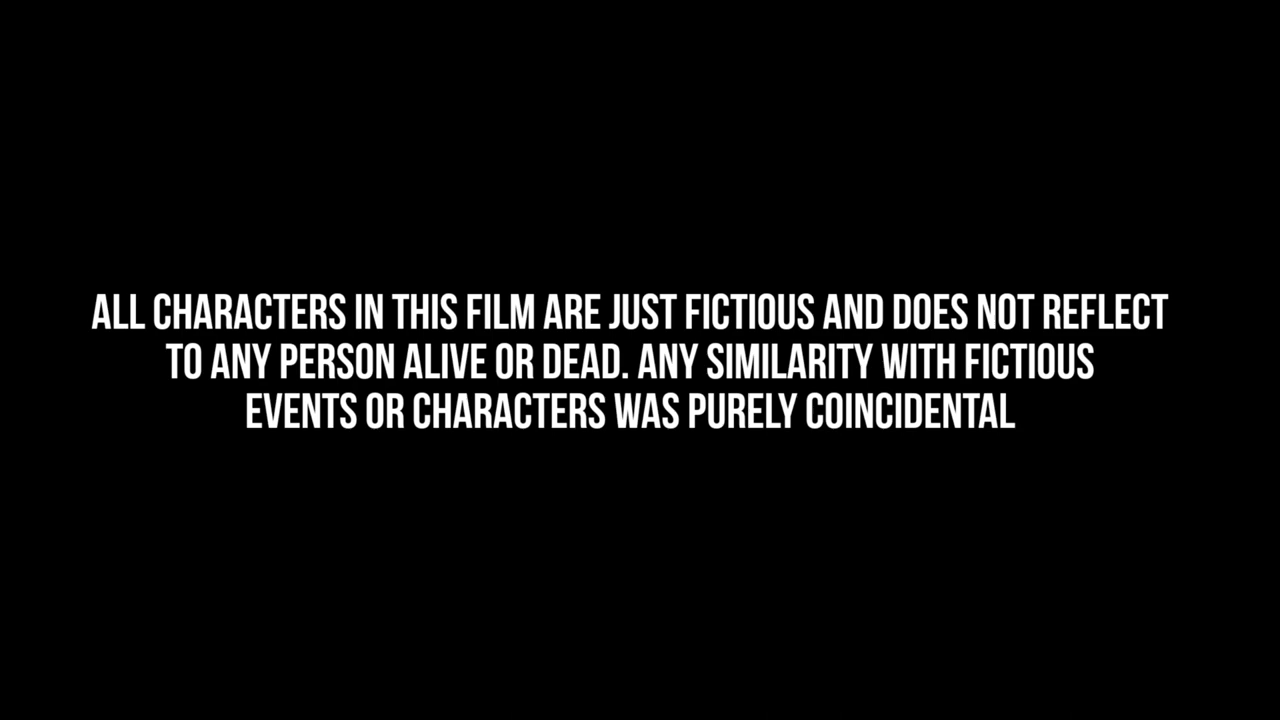 ALL CHARACTERS IN THIS FILM ARE JUST FICTIOUS AND DOES NOT REFLECT
TO ANY PERSON ALIVE OR DEAD. ANY SIMILARITY WITH FICTIOUS
EVENTS OR CHARACTERS WAS PURELY COINCIDENTAL